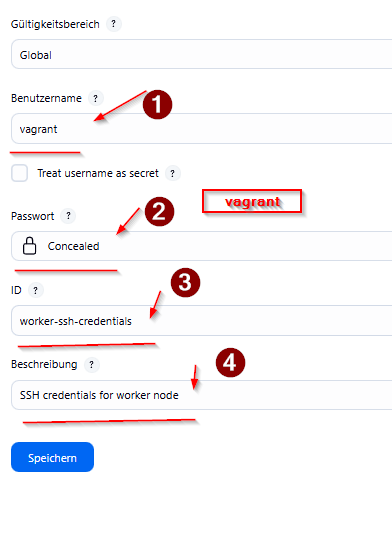 Gültigkeitsbereich ?
Global
Benutzername ?
1
vagrant
Treat username as secret ?
vagrant
2
Passwort ?
Concealed
3
ID ?
worker-ssh-credentials
4
Beschreibung ?
SSH credentials for worker node
Speichern